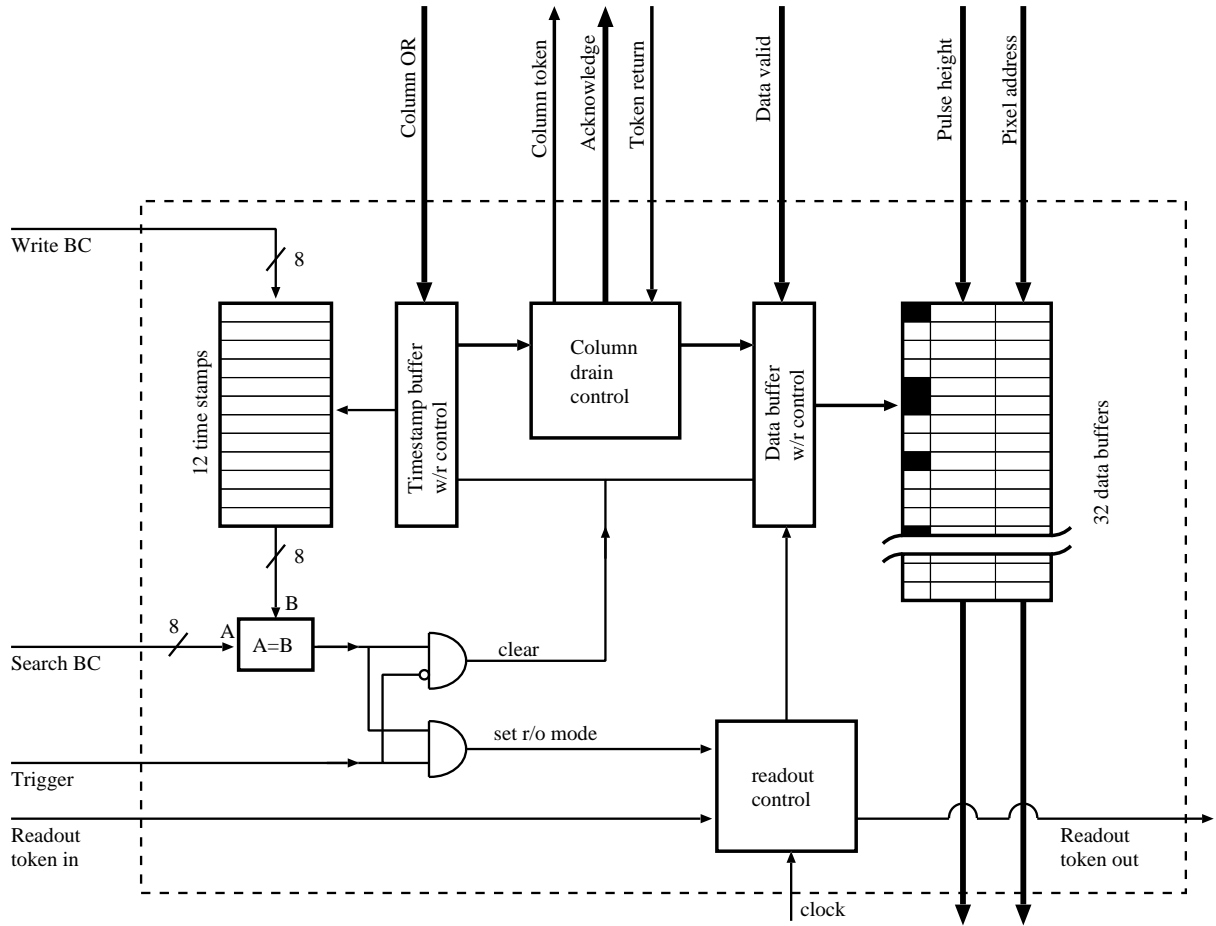 Column OR
Column token
Acknowledge
Token return
Data valid
Pulse height
Pixel address
Write BC
8
12 time stamps
Timestamp buffer
w/r control
Column
drain
control
Data buffer
w/r control
32 data buffers
8
B
8
A
A=B
Search BC
clear
set r/o mode
Trigger
readout
control
Readout
token in
Readout
token out
clock